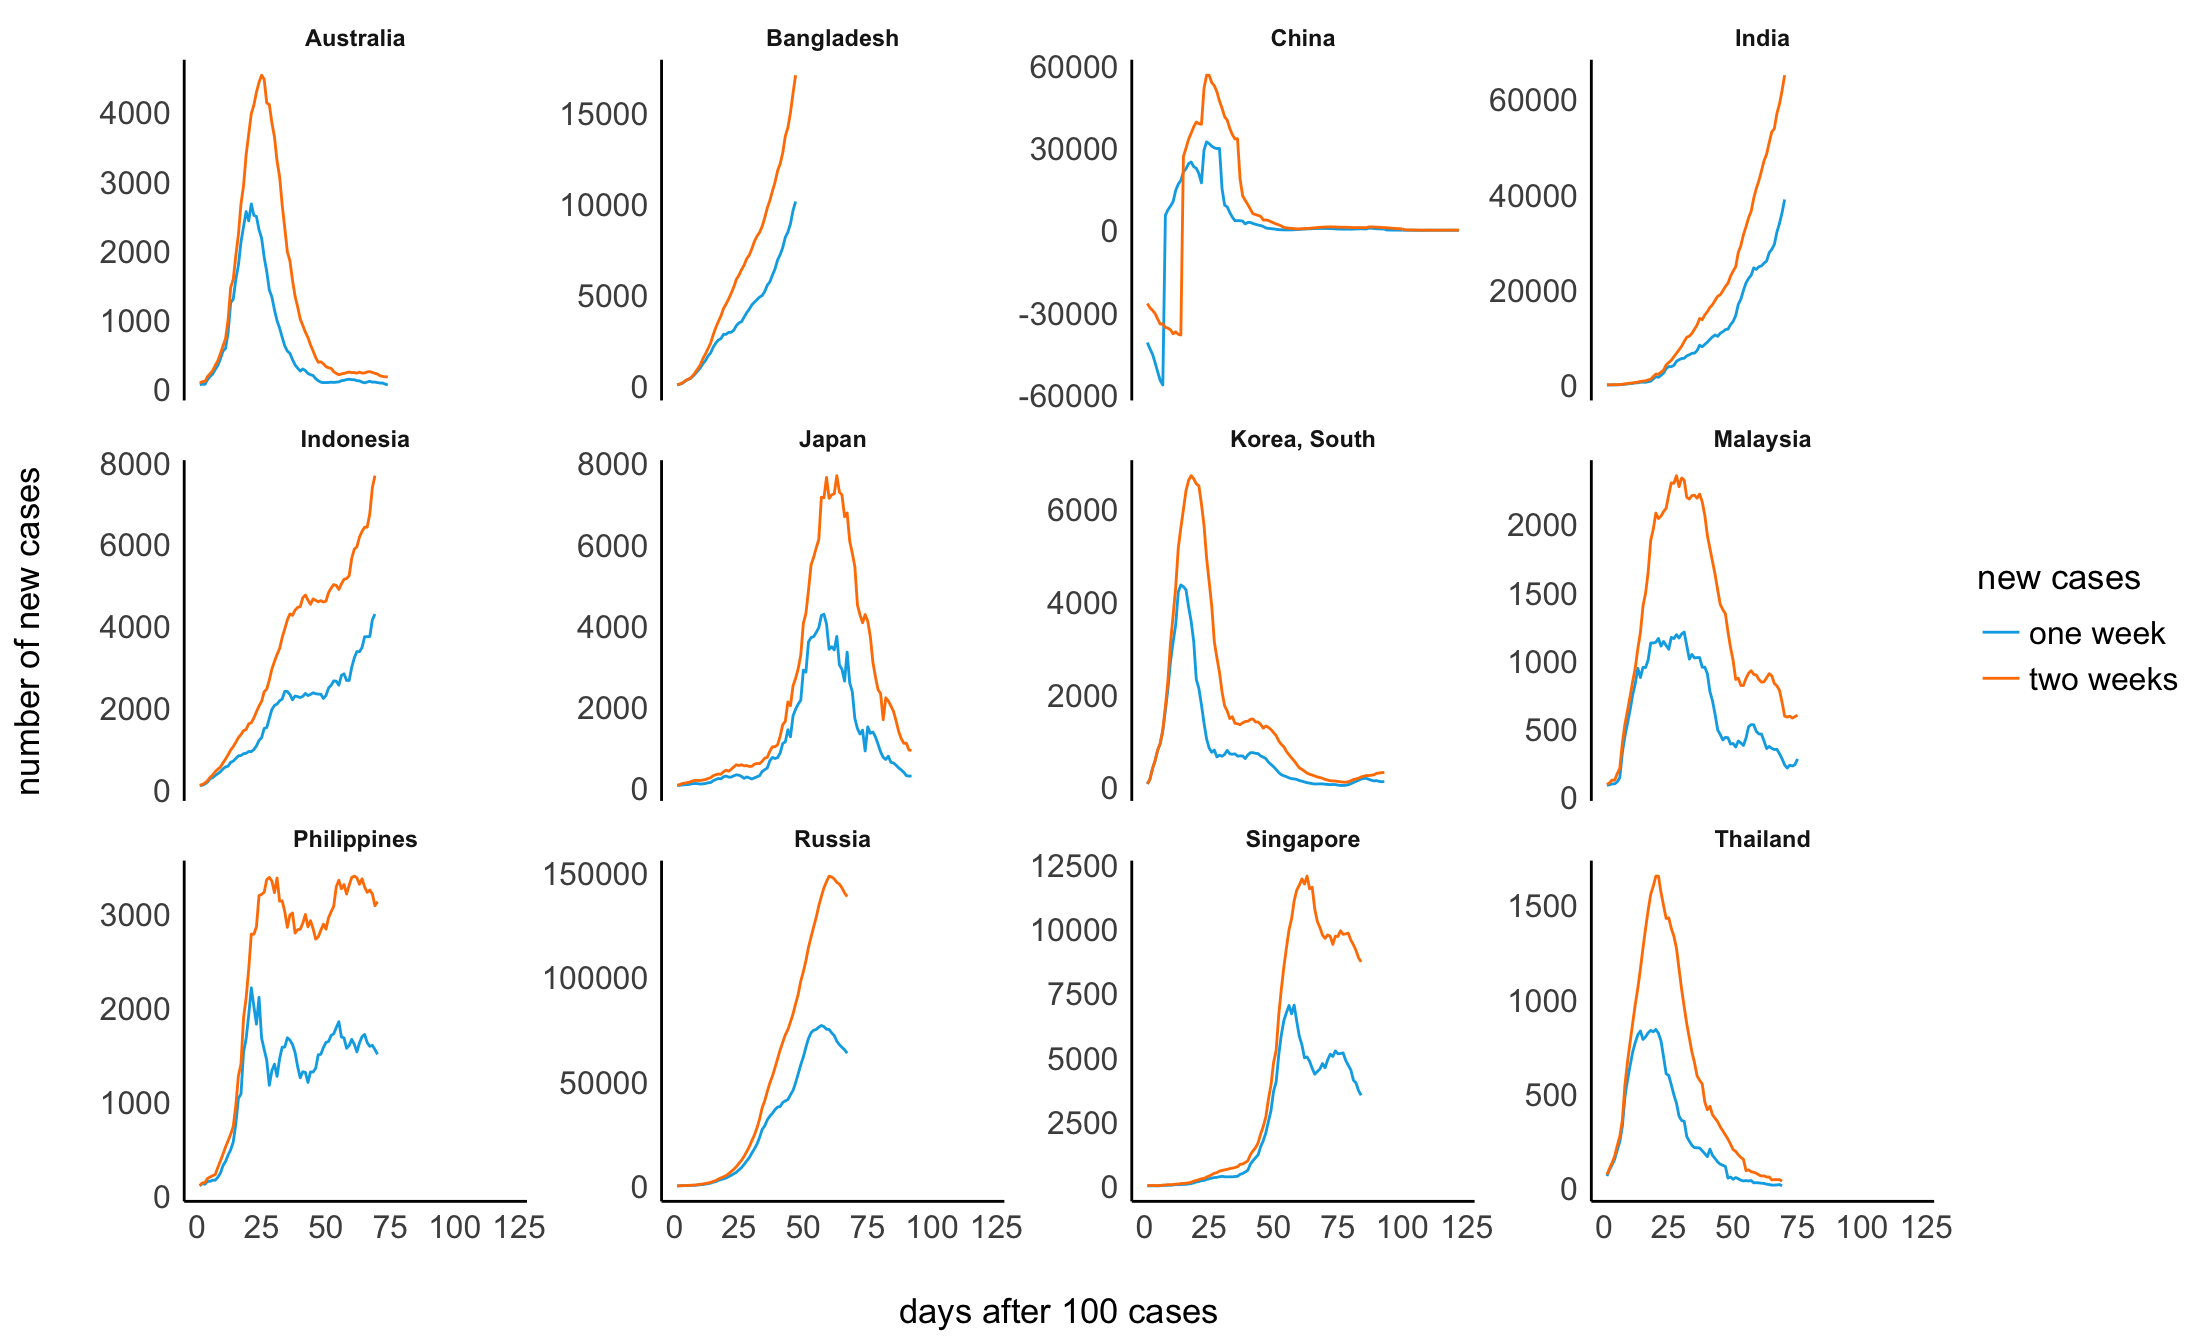 Australia
Bangladesh
China
India
4000
3000
2000
1000
0
15000
10000
5000
0
60000
30000
0
-30000
-60000
60000
40000
20000
0
Indonesia
Japan
Korea, South
Malaysia
8000
6000
4000
2000
0
8000
6000
4000
2000
0
6000
4000
2000
0
2000
1500
1000
500
0
Philippines
Russia
Singapore
Thailand
3000
2000
1000
0
150000
100000
50000
0
12500
10000
7500
5000
2500
0
1500
1000
500
0
0 25 50 75 100 125
0 25 50 75 100 125
0 25 50 75 100 125
0 25 50 75 100 125
number of new cases
days after 100 cases
new cases
one week
two weeks